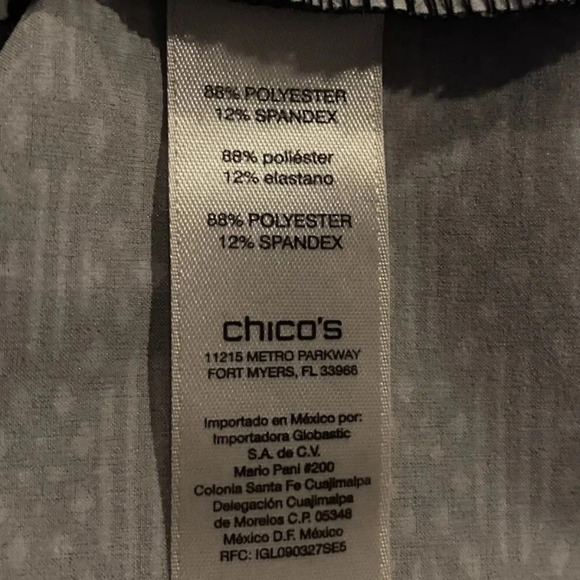 88% POLYESTER
12% SPANDEX
88% poliéster
12% elastano
88% POLYESTER
12% SPANDEX
chico's
11215 METRO PARKWAY
FORT MYERS, FL 33966
Importado en México por:
Importadora Globastic
S.A. de C.V.
Mario Pani #200
Colonia Santa Fe Cuajimalpa
Delegación Cuajimalpa
de Morelos C.P. 05348
México D.F. México
RFC: IGL090327SE5